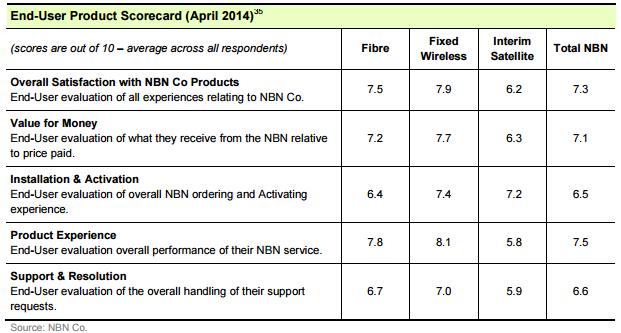 End-User Product Scorecard (April 2014)35
(scores are out of 10 – average across all respondents) Fibre Fixed Wireless Interim Satellite Total NBN
Overall Satisfaction with NBN Co Products
End-User evaluation of all experiences relating to NBN Co. 7.5 7.9 6.2 7.3
Value for Money
End-User evaluation of what they receive from the NBN relative
to price paid. 7.2 7.7 6.3 7.1
Installation & Activation
End-User evaluation of overall NBN ordering and Activating
experience. 6.4 7.4 7.2 6.5
Product Experience
End-User evaluation overall performance of their NBN service. 7.8 8.1 5.8 7.5
Support & Resolution
End-User evaluation of the overall handling of their support
requests. 6.7 7.0 5.9 6.6
Source: NBN Co.